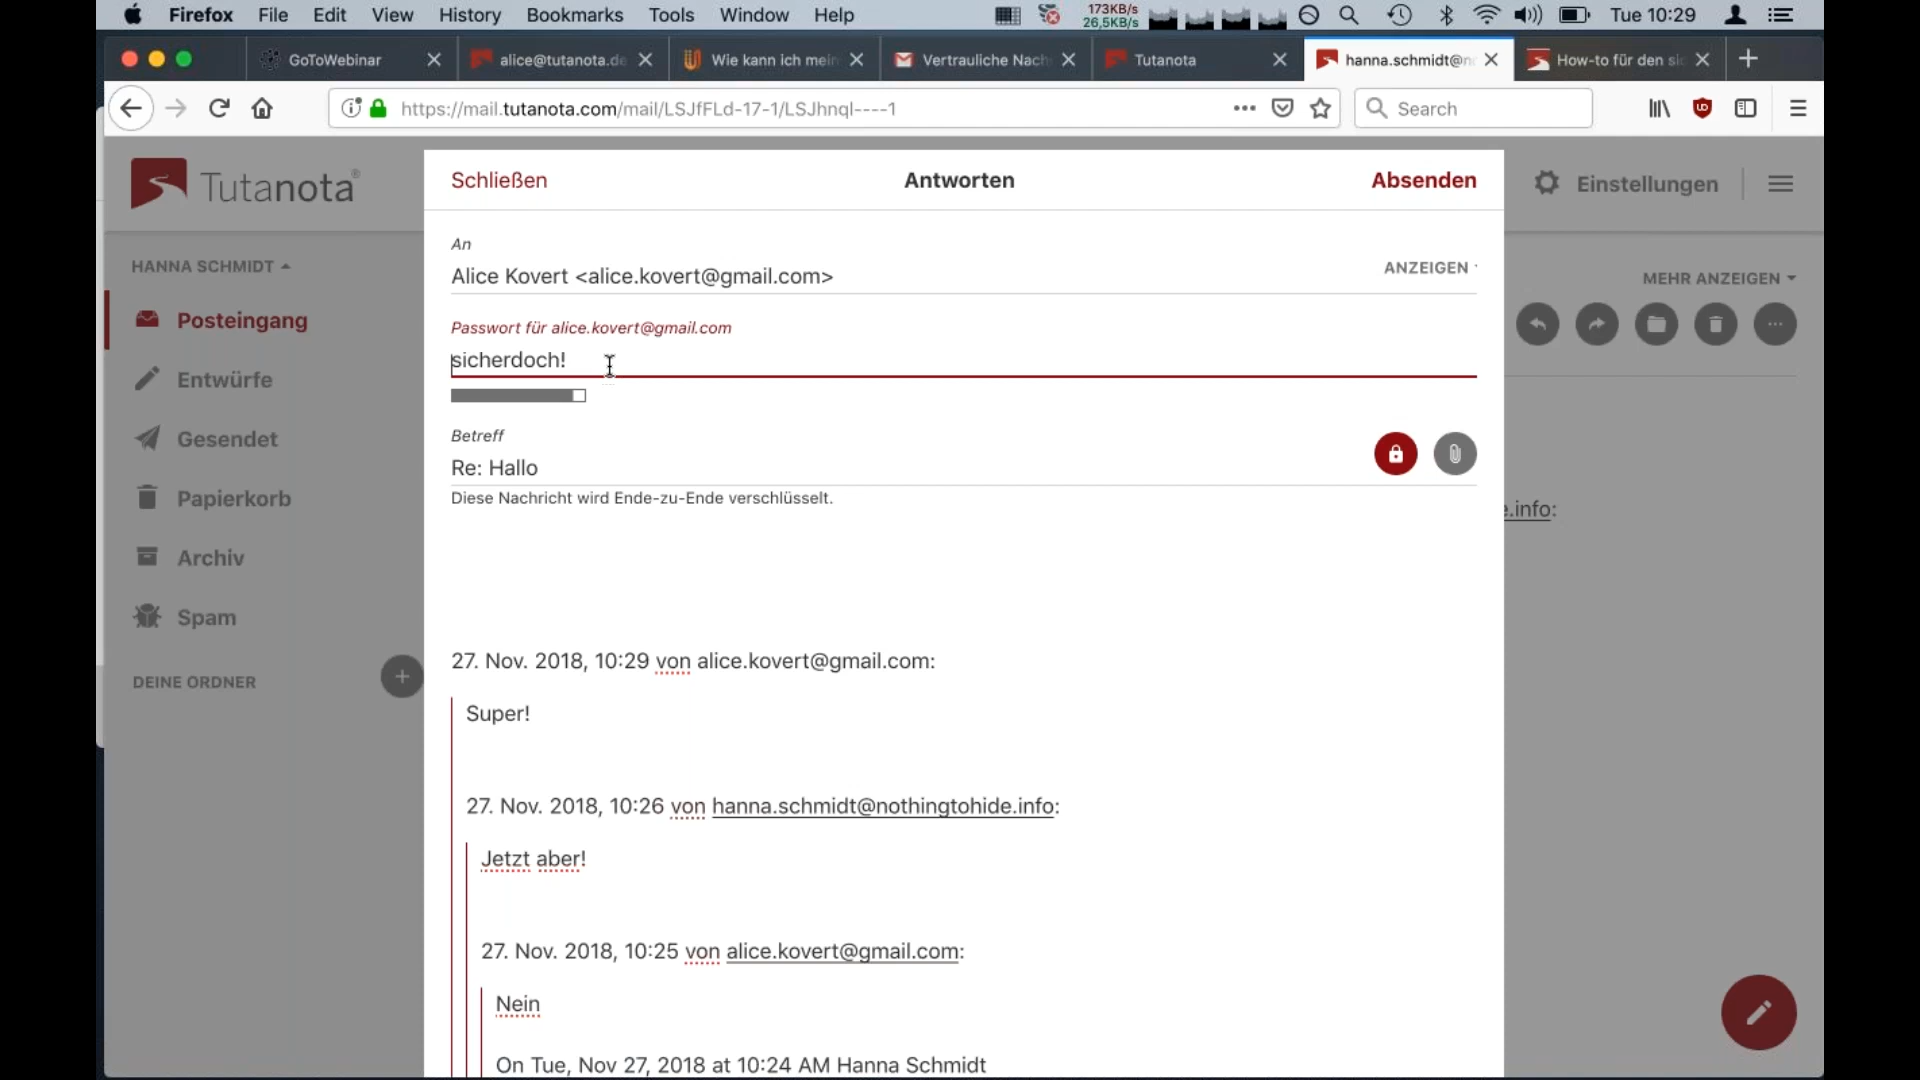 Firefox File Edit View History Bookmarks Tools Window Help 173KB/s Tue 10:29
26,5KB/s
GoToWebinar alice@tutanota.de Wie kann ich mein Vertrauliche Nach Tutanota hanna.schmidt@n How-to für den si
https://mail.tutanota.com/mail/LSJfFLd-17-1/LSJhnql----1 Search
Tutanota Einstellungen
Schließen Antworten Absenden
HANNA SCHMIDT
Posteingang
Entwürfe
Gesendet
Papierkorb
Archiv
Spam
DEINE ORDNER
An
Alice Kovert <alice.kovert@gmail.com> ANZEIGEN
MEHR ANZEIGEN
Passwort für alice.kovert@gmail.com
sicherdoch!
Betreff
Re: Hallo
Diese Nachricht wird Ende-zu-Ende verschlüsselt.
e.info:
27. Nov. 2018, 10:29 von alice.kovert@gmail.com:
Super!
27. Nov. 2018, 10:26 von hanna.schmidt@nothingtohide.info:
Jetzt aber!
27. Nov. 2018, 10:25 von alice.kovert@gmail.com:
Nein
On Tue, Nov 27, 2018 at 10:24 AM Hanna Schmidt